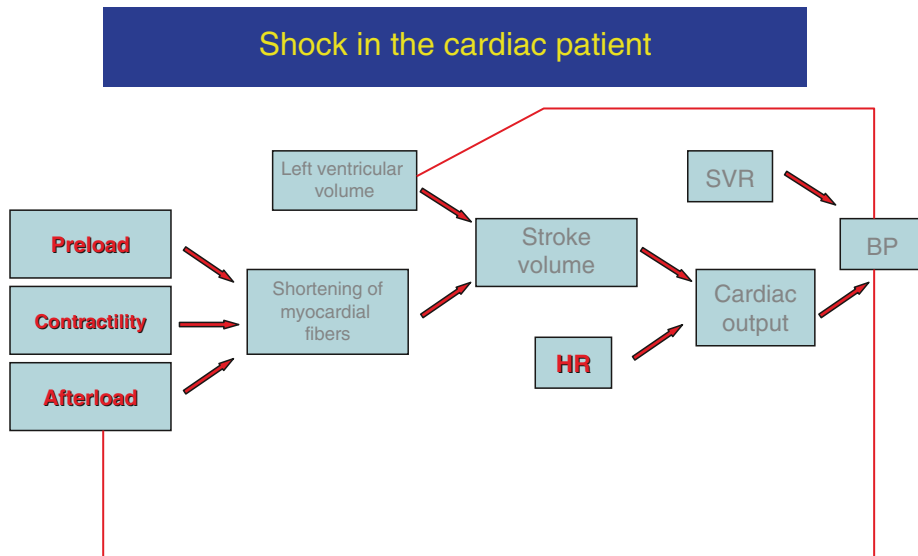 Shock in the cardiac patient
Left ventricular
volume
SVR
Preload
Stroke
volume
BP
Shortening of
myocardial
fibers
Contractility
Cardiac
output
HR
Afterload